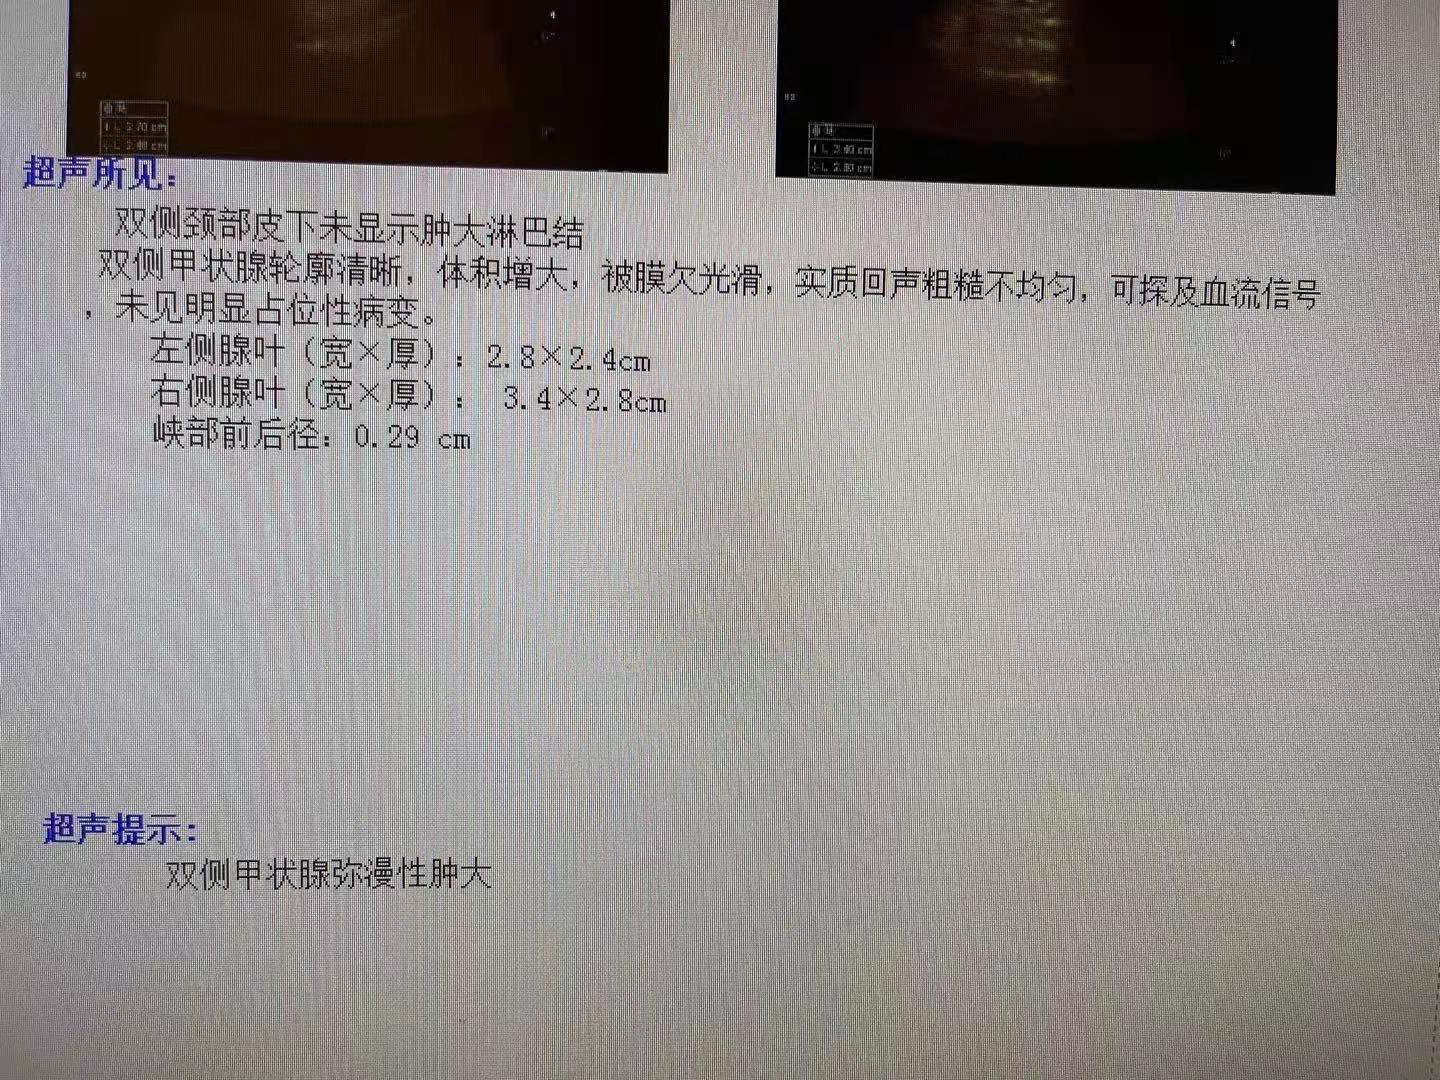 超声所见：
双侧颈部皮下未显示肿大淋巴结
双侧甲状腺轮廓清晰，体积增大，被膜欠光滑，实质回声粗糙不均匀，可探及血流信号
，未见明显占位性病变。
左侧腺叶（宽×厚）：2.8×2.4cm
右侧腺叶（宽×厚）： 3.4×2.8cm
峡部前后径：0.29 cm
超声提示：
双侧甲状腺弥漫性肿大